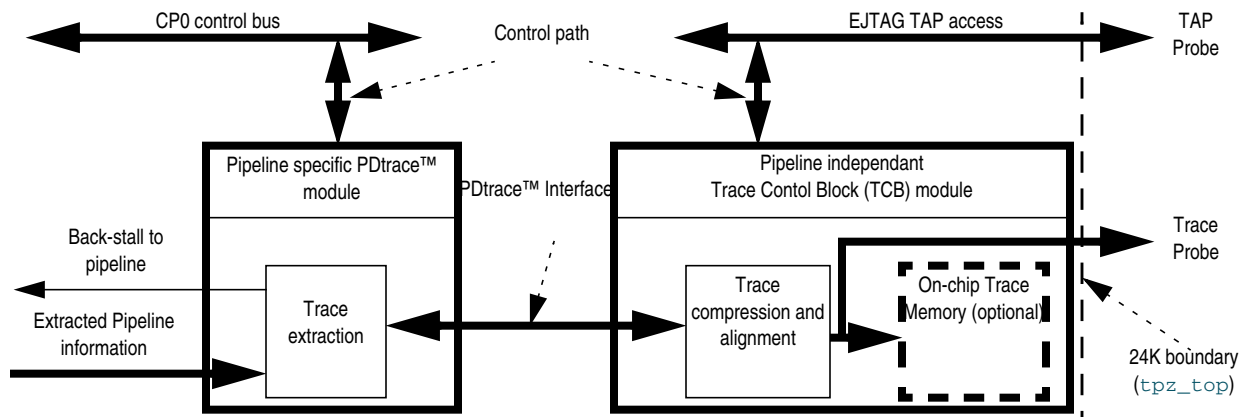 CP0 control bus
Control path
EJTAG TAP access
TAP
Probe
Pipeline specific PDtrace™
module
PDtrace™ Interface
Pipeline independant
Trace Contol Block (TCB) module
Back-stall to
pipeline
Extracted Pipeline
information
Trace
extraction
Trace
compression and
alignment
On-chip Trace
Memory (optional)
Trace
Probe
24K boundary
(tpz_top)